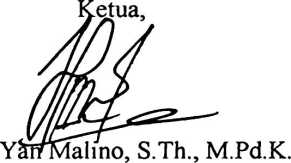 Ketua,
Yan Malino, S.Th., M.Pd.K.